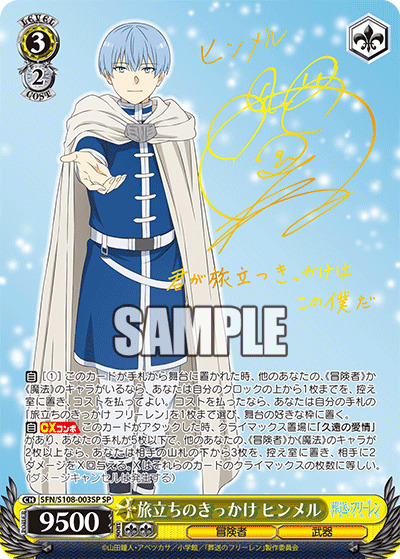 LEVEL
3
2
COST
ヒンメル
君が旅立つきっかけは
この僕だ
SAMPLE
自 [①] このカードが手札から舞台に置かれた時、他のあなたの、《冒険者》か
《魔法》のキャラがいるなら、あなたは自分のクロックの上から1枚までを、控え
室に置き、コストを払ってよい。コストを払ったなら、あなたは自分の手札の
「旅立ちのきっかけ フリーレン」を1枚まで選び、舞台の好きな枠に置く。
自 CXコンボ このカードがアタックした時、クライマックス置場に「久遠の愛情」
があり、あなたの手札が5枚以下で、他のあなたの、《冒険者》か《魔法》のキャラが
2枚以上なら、あなたは相手の山札の下から3枚を、控え室に置き、相手に2
ダメージをX回与える。Xはそれらのカードのクライマックスの枚数に等しい。
(ダメージキャンセルは発生する)
CH SFN/S108-003SP SP
旅立ちのきっかけ ヒンメル
葬送のフリーレン
9500
冒険者
武器
©山田鐘人・アベツカサ/小学館/「葬送のフリーレン」製作委員会